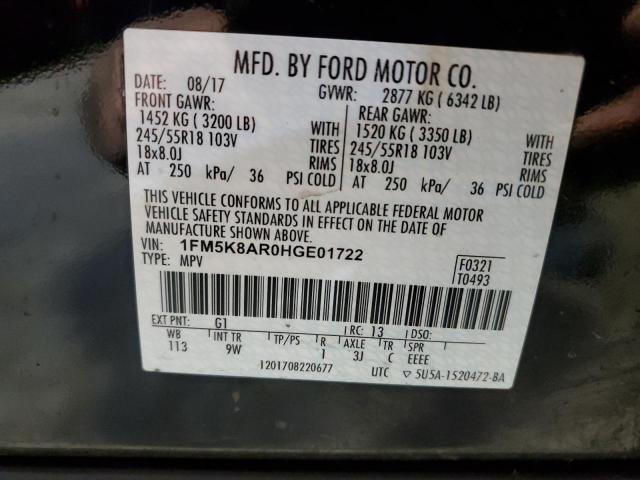 MFD. BY FORD MOTOR CO.
DATE: 08/17 GVWR: 2877 KG ( 6342 LB)
FRONT GAWR: REAR GAWR:
1452 KG ( 3200 LB) WITH 1520 KG ( 3350 LB) WITH
245/55R18 103V TIRES 245/55R18 103V TIRES
18x8.0J RIMS 18x8.0J RIMS
AT 250 kPa/ 36 PSI COLD AT 250 kPa/ 36 PSI COLD
THIS VEHICLE CONFORMS TO ALL APPLICABLE FEDERAL MOTOR
VEHICLE SAFETY STANDARDS IN EFFECT ON THE DATE OF
MANUFACTURE SHOWN ABOVE.
VIN: 1FM5K8AR0HGE01722
TYPE: MPV
F0321
T0493
EXT PNT: G1 RC: 13 DSO:
WB INT TR TP/PS R AXLE TR SPR
113 9W 1 3J C EEEE
1201708220677 UTC ▽ 5U5A-1520472-BA